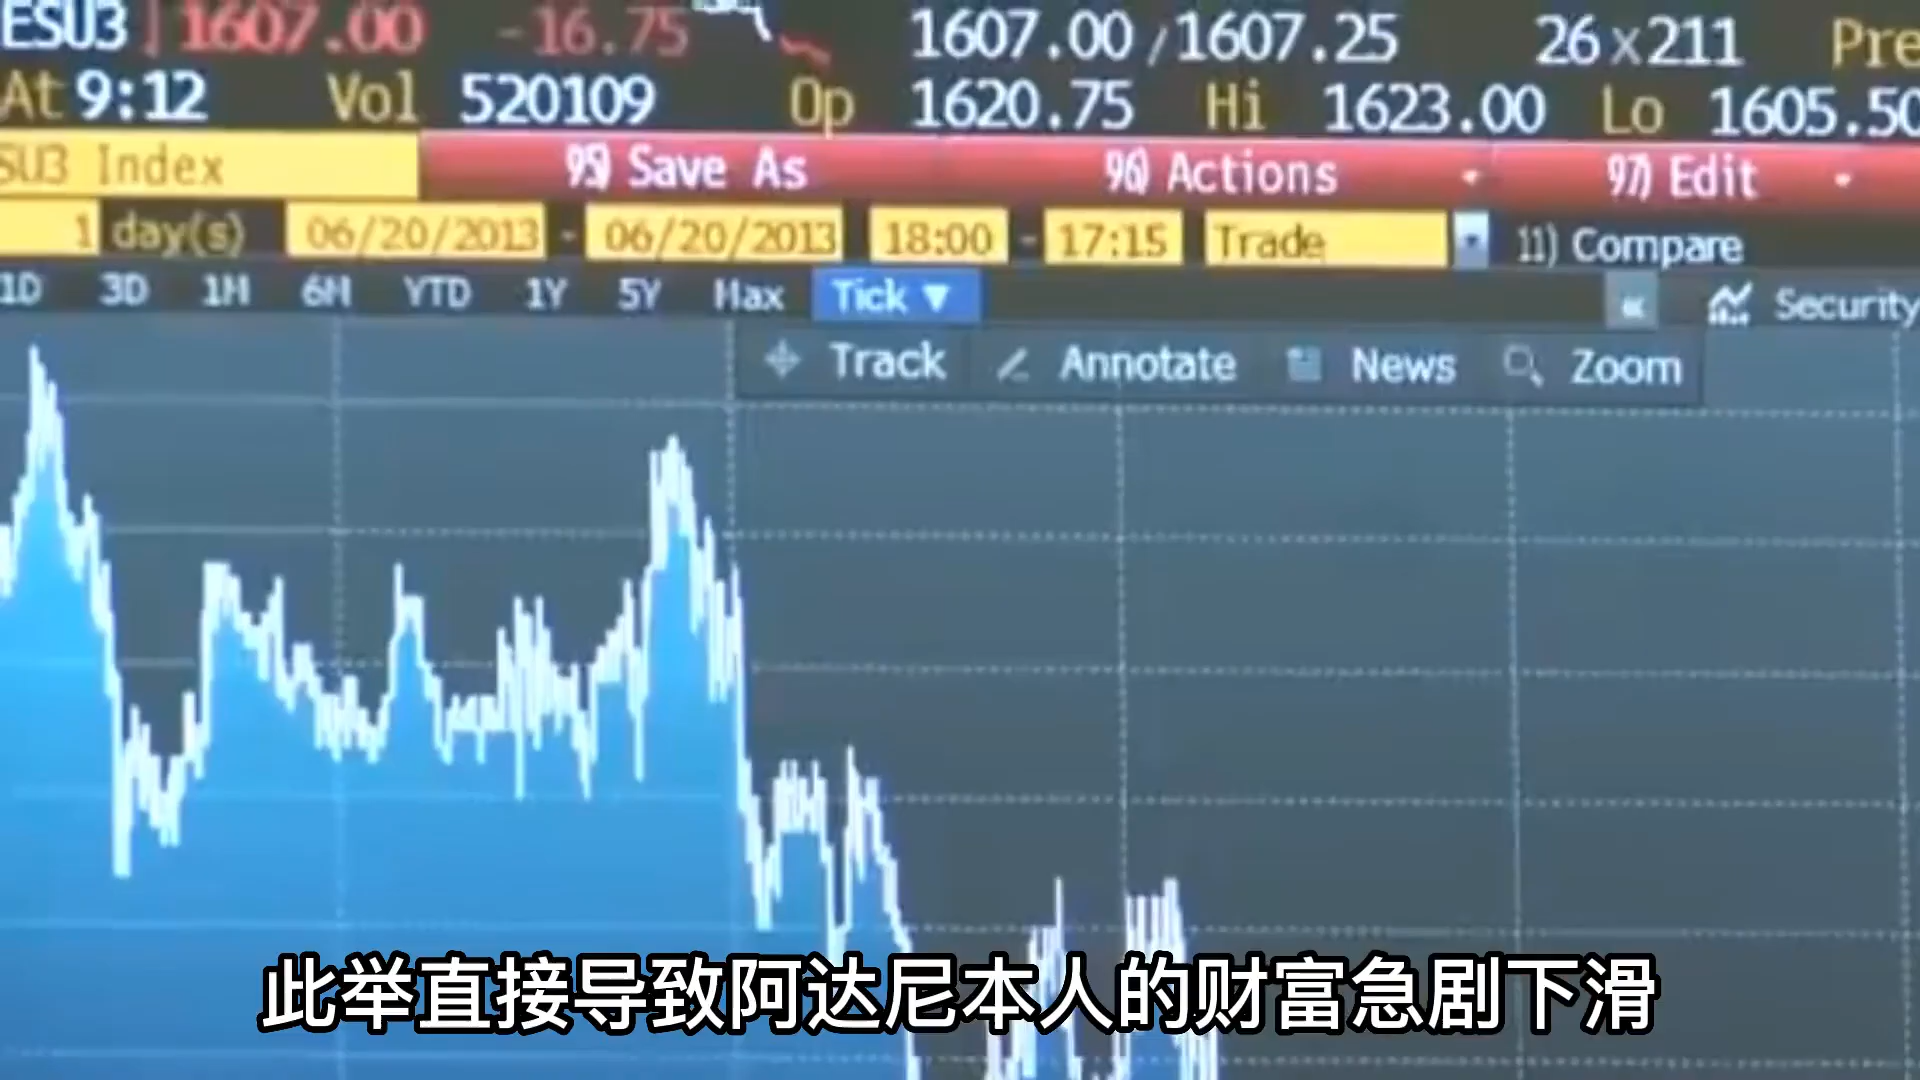 ESU3 1607.00 -16.75 1607.00/1607.25 26x211 Pre
At 9:12 Vol 520109 Op 1620.75 Hi 1623.00 Lo 1605.50
SU3 Index 95) Save As 96) Actions 97) Edit
1 day(s) 06/20/2013 - 06/20/2013 18:00 - 17:15 Trade 11) Compare
1D 3D 1M 6M YTD 1Y 5Y Max Tick ▼ « Security
Track Annotate News Zoom
此举直接导致阿达尼本人的财富急剧下滑